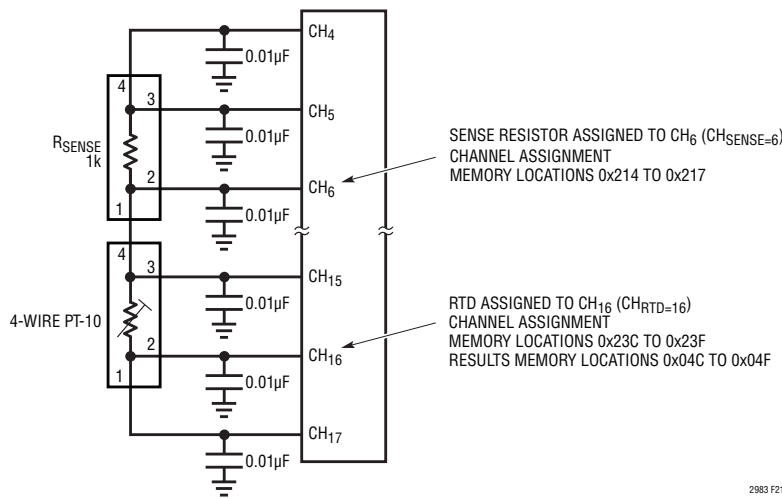 CH4
0.01µF
4
3
CH5
RSENSE
1k
0.01µF
2
CH6
1
0.01µF
SENSE RESISTOR ASSIGNED TO CH6 (CHSENSE=6)
CHANNEL ASSIGNMENT
MEMORY LOCATIONS 0x214 TO 0x217
4
3
CH15
4-WIRE PT-10
0.01µF
2
CH16
1
0.01µF
RTD ASSIGNED TO CH16 (CHRTD=16)
CHANNEL ASSIGNMENT
MEMORY LOCATIONS 0x23C TO 0x23F
RESULTS MEMORY LOCATIONS 0x04C TO 0x04F
CH17
0.01µF
2983 F21